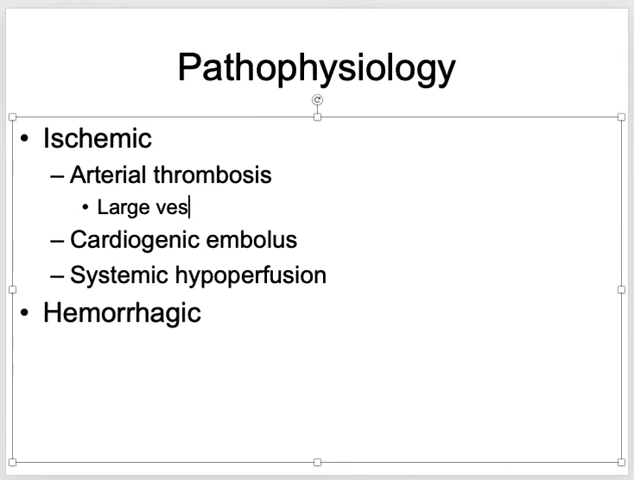 Pathophysiology
• Ischemic
– Arterial thrombosis
• Large ves
– Cardiogenic embolus
– Systemic hypoperfusion
• Hemorrhagic